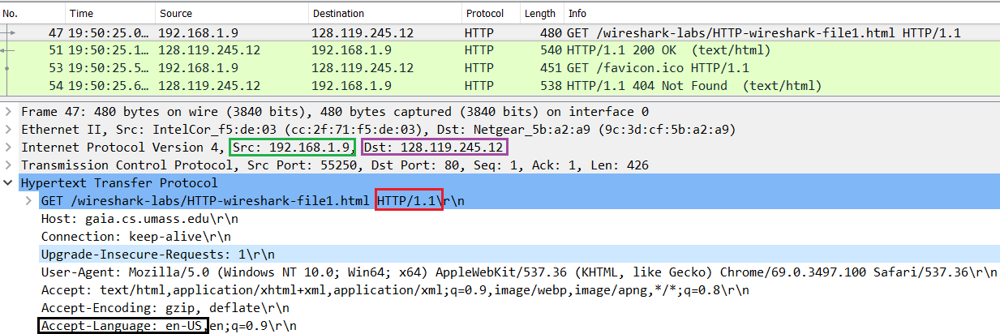 No. Time Source Destination Protocol Length Info
47 19:50:25.0… 192.168.1.9 128.119.245.12 HTTP 480 GET /wireshark-labs/HTTP-wireshark-file1.html HTTP/1.1
51 19:50:25.1… 128.119.245.12 192.168.1.9 HTTP 540 HTTP/1.1 200 OK (text/html)
53 19:50:25.5… 192.168.1.9 128.119.245.12 HTTP 451 GET /favicon.ico HTTP/1.1
54 19:50:25.6… 128.119.245.12 192.168.1.9 HTTP 538 HTTP/1.1 404 Not Found (text/html)
Frame 47: 480 bytes on wire (3840 bits), 480 bytes captured (3840 bits) on interface 0
Ethernet II, Src: IntelCor_f5:de:03 (cc:2f:71:f5:de:03), Dst: Netgear_5b:a2:a9 (9c:3d:cf:5b:a2:a9)
Internet Protocol Version 4, Src: 192.168.1.9, Dst: 128.119.245.12
Transmission Control Protocol, Src Port: 55250, Dst Port: 80, Seq: 1, Ack: 1, Len: 426
Hypertext Transfer Protocol
GET /wireshark-labs/HTTP-wireshark-file1.html HTTP/1.1\r\n
Host: gaia.cs.umass.edu\r\n
Connection: keep-alive\r\n
Upgrade-Insecure-Requests: 1\r\n
User-Agent: Mozilla/5.0 (Windows NT 10.0; Win64; x64) AppleWebKit/537.36 (KHTML, like Gecko) Chrome/69.0.3497.100 Safari/537.36\r\n
Accept: text/html,application/xhtml+xml,application/xml;q=0.9,image/webp,image/apng,*/*;q=0.8\r\n
Accept-Encoding: gzip, deflate\r\n
Accept-Language: en-US,en;q=0.9\r\n